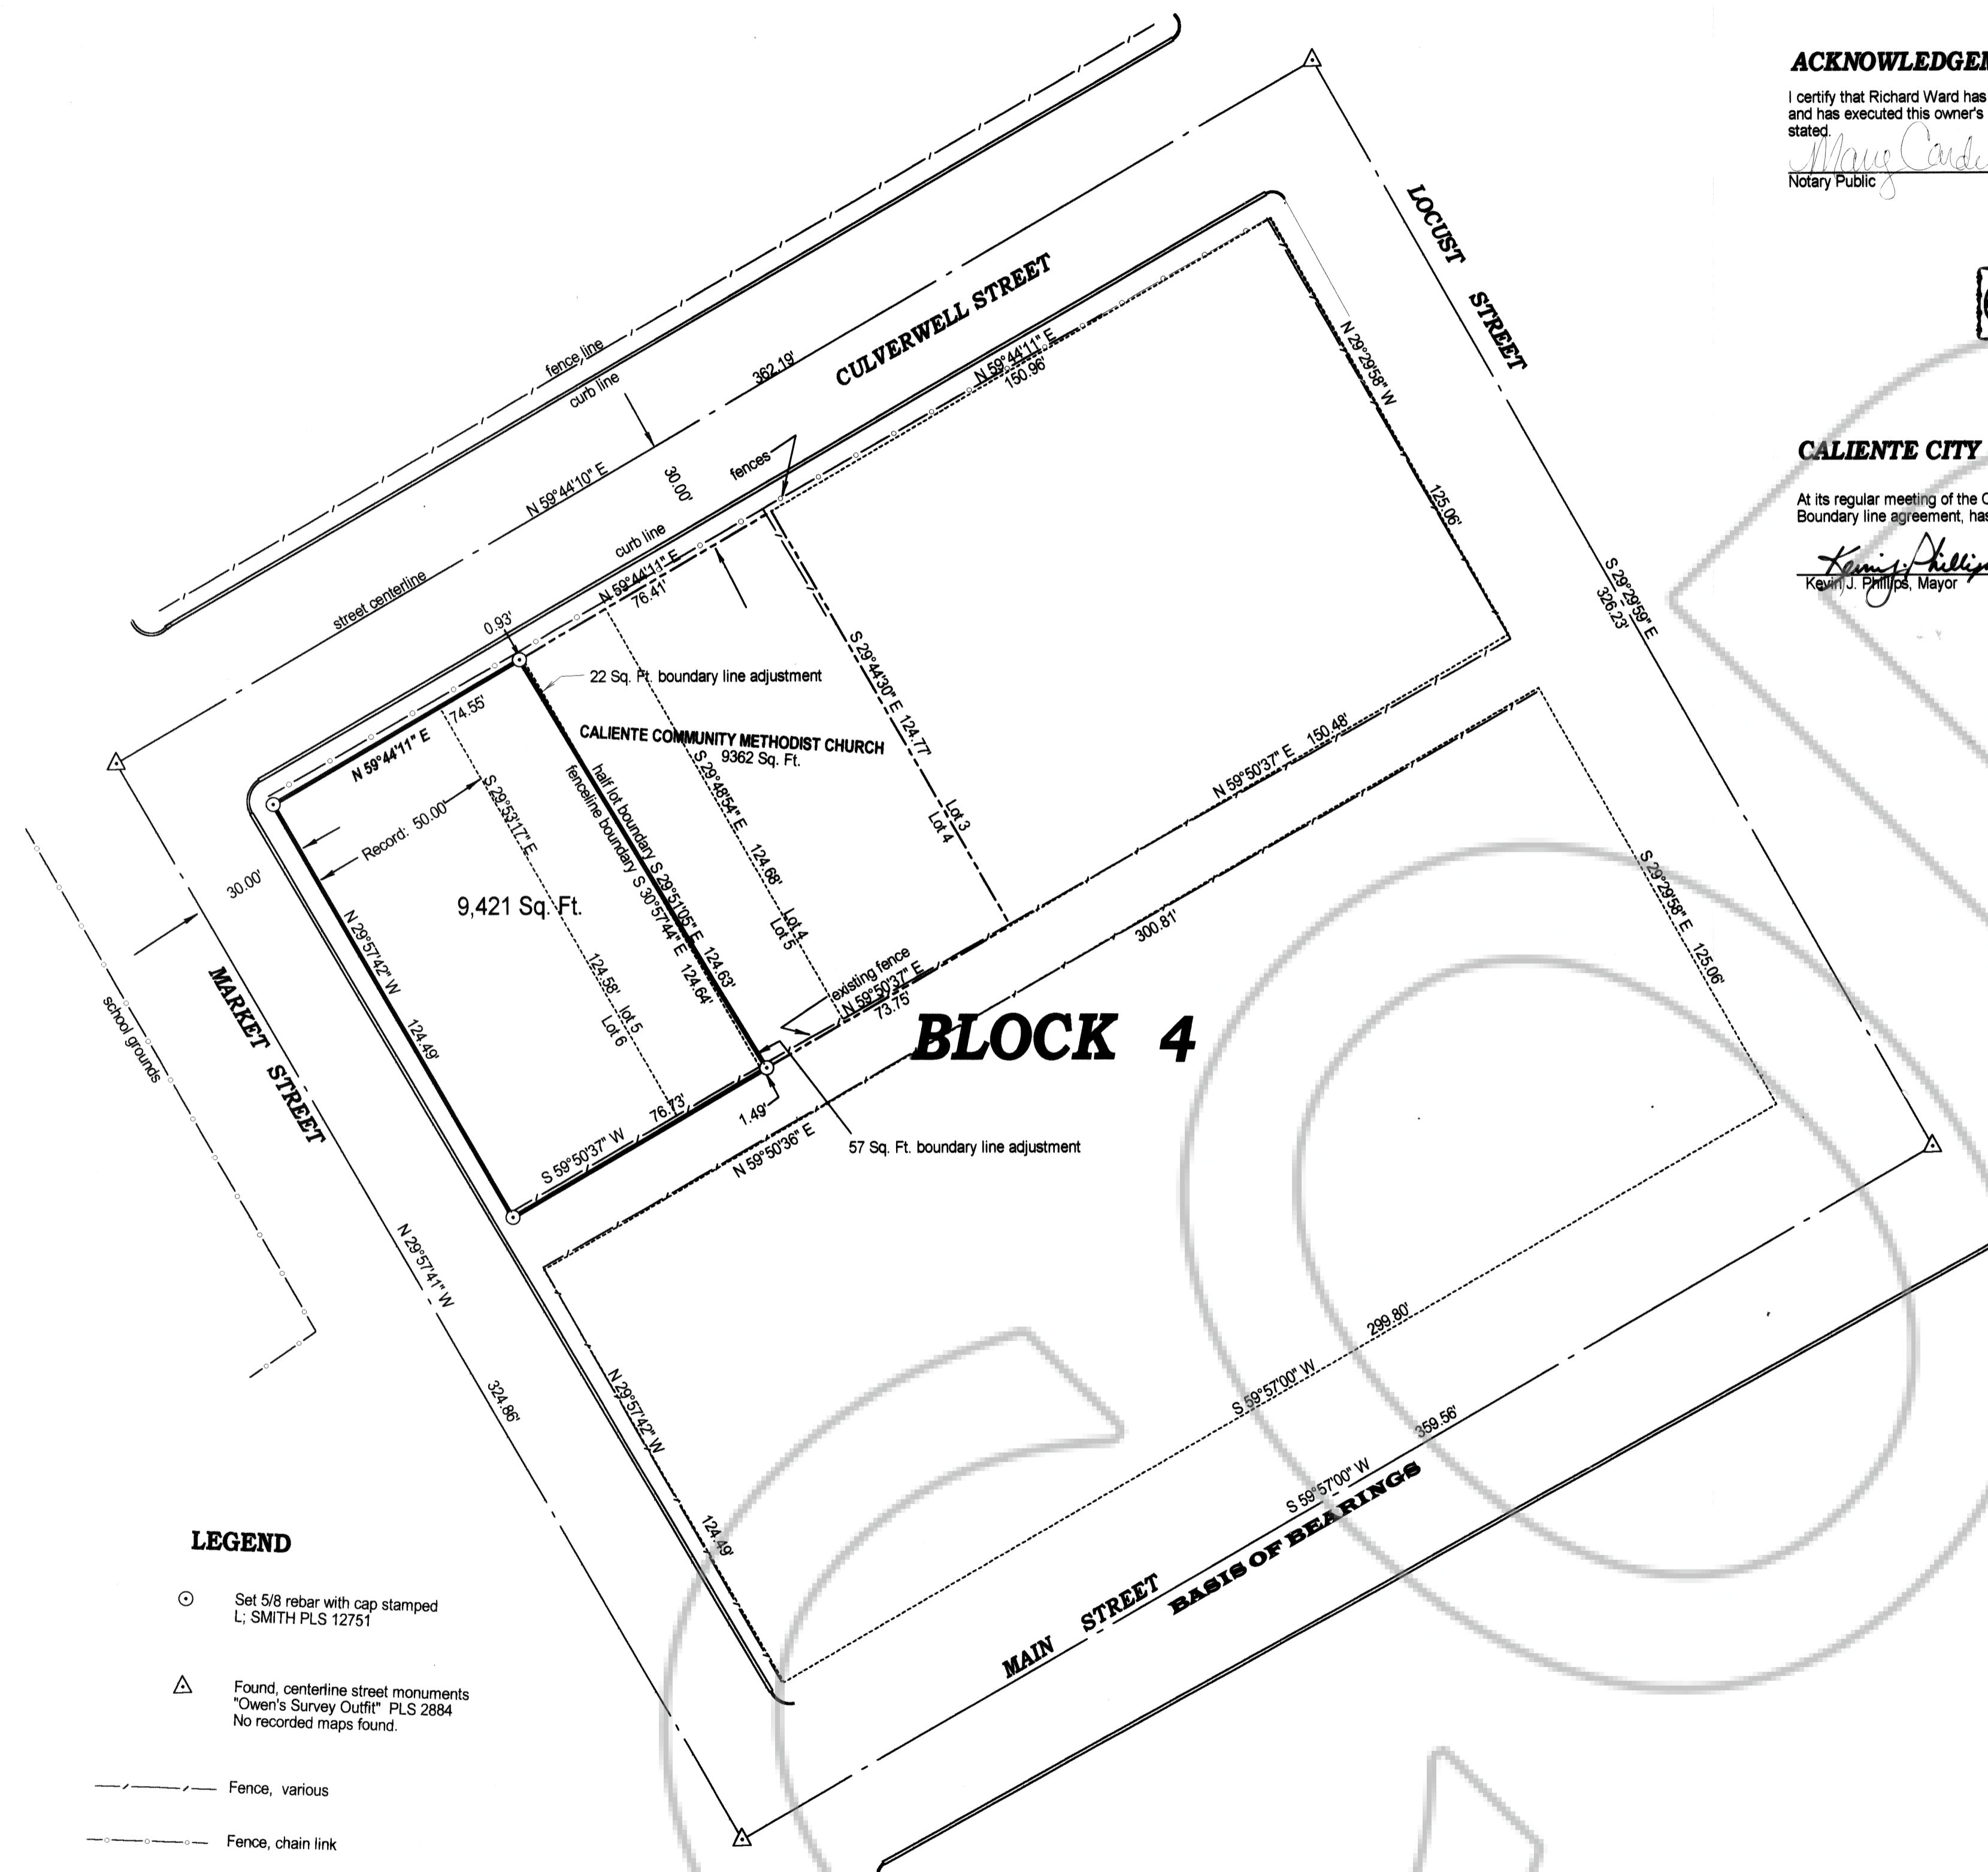 ACKNOWLEDGEM
I certify that Richard Ward has
and has executed this owner's
stated.
Notary Public
LOCUST STREET
CULVERWELL STREET
fence line
curb line
362.19'
N 59°44'10" E
street centerline
30.00'
fences
curb line
N 59°44'11" E
150.96'
N 29°29'58" W
125.06'
S 29°29'59" E
326.23'
CALIENTE CITY
At its regular meeting of the C
Boundary line agreement, has
Kevin J. Phillips
Kevin J. Phillips, Mayor
N 59°44'11" E
76.41'
0.93'
22 Sq. Ft. boundary line adjustment
CALIENTE COMMUNITY METHODIST CHURCH
9362 Sq. Ft.
74.55'
N 59°44'11" E
Record: 50.00'
S 29°53'17" E
124.58'
lot 5
Lot 6
half lot boundary S 29°51'05" E 124.63'
fenceline boundary S 30°57'44" E 124.64'
S 29°48'54" E
124.68'
Lot 4
Lot 5
S 29°44'30" E 124.77'
Lot 3
Lot 4
N 59°50'37" E 150.48'
300.81'
S 29°29'58" E 125.06'
30.00'
9,421 Sq. Ft.
N 29°57'42" W
124.49'
MARKET STREET
school grounds
existing fence
N 59°50'37" E
73.75'
BLOCK 4
76.73'
S 59°50'37" W
1.49'
N 59°50'36" E
57 Sq. Ft. boundary line adjustment
N 29°57'41" W
324.86'
N 29°57'42" W
124.49'
299.80'
S 59°57'00" W
359.56'
S 59°57'00" W
MAIN STREET
BASIS OF BEARINGS
LEGEND
Set 5/8 rebar with cap stamped
L; SMITH PLS 12751
Found, centerline street monuments
"Owen's Survey Outfit" PLS 2884
No recorded maps found.
Fence, various
Fence, chain link